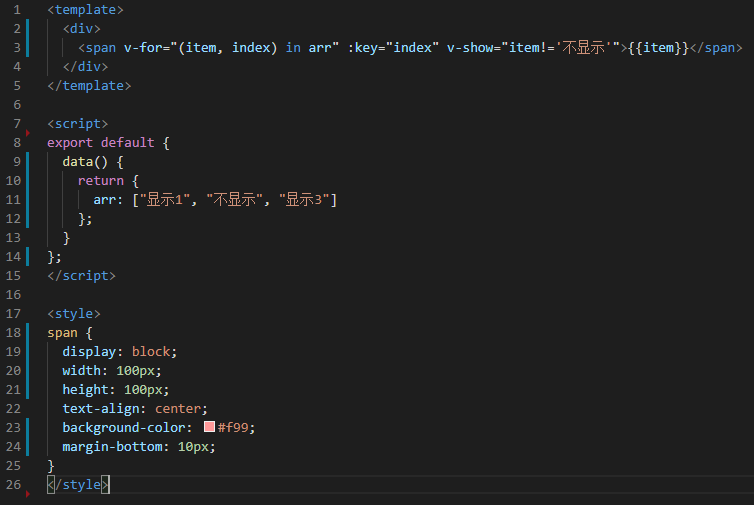 1 <template>
2   <div>
3     <span v-for="(item, index) in arr" :key="index" v-show="item!='不显示'">{{item}}</span>
4   </div>
5 </template>
6
7 <script>
8 export default {
9   data() {
10     return {
11       arr: ["显示1", "不显示", "显示3"]
12     };
13   }
14 };
15 </script>
16
17 <style>
18 span {
19   display: block;
20   width: 100px;
21   height: 100px;
22   text-align: center;
23   background-color: #f99;
24   margin-bottom: 10px;
25 }
26 </style>